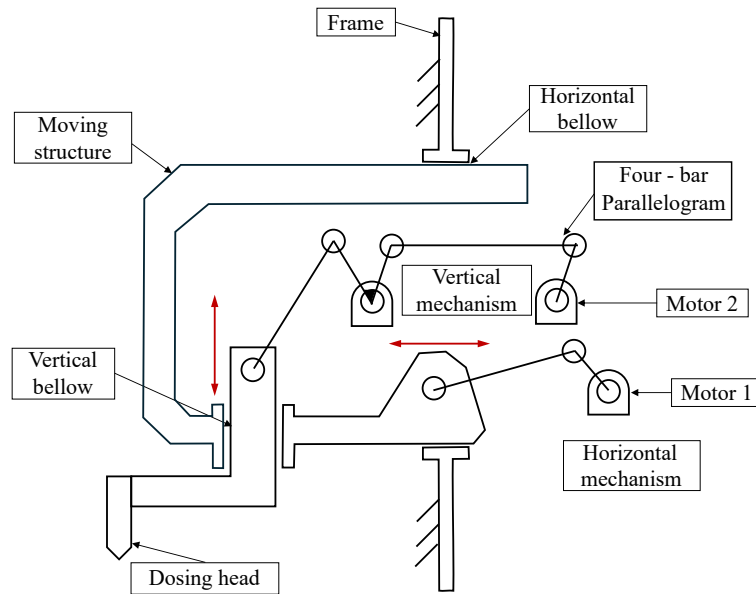 Frame
Horizontal
bellow
Moving
structure
Four - bar
Parallelogram
Vertical
mechanism
Motor 2
Vertical
bellow
Motor 1
Horizontal
mechanism
Dosing head